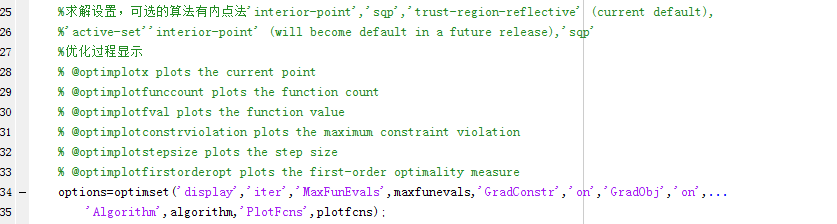 25 %求解设置，可选的算法有内点法'interior-point','sqp','trust-region-reflective' (current default),
26 %'active-set''interior-point' (will become default in a future release),'sqp'
27 %优化过程显示
28 % @optimplotx plots the current point
29 % @optimplotfunccount plots the function count
30 % @optimplotfval plots the function value
31 % @optimplotconstrviolation plots the maximum constraint violation
32 % @optimplotstepsize plots the step size
33 % @optimplotfirstorderopt plots the first-order optimality measure
34 – options=optimset('display','iter','MaxFunEvals',maxfunevals,'GradConstr','on','GradObj','on',...
35 'Algorithm',algorithm,'PlotFcns',plotfcns);